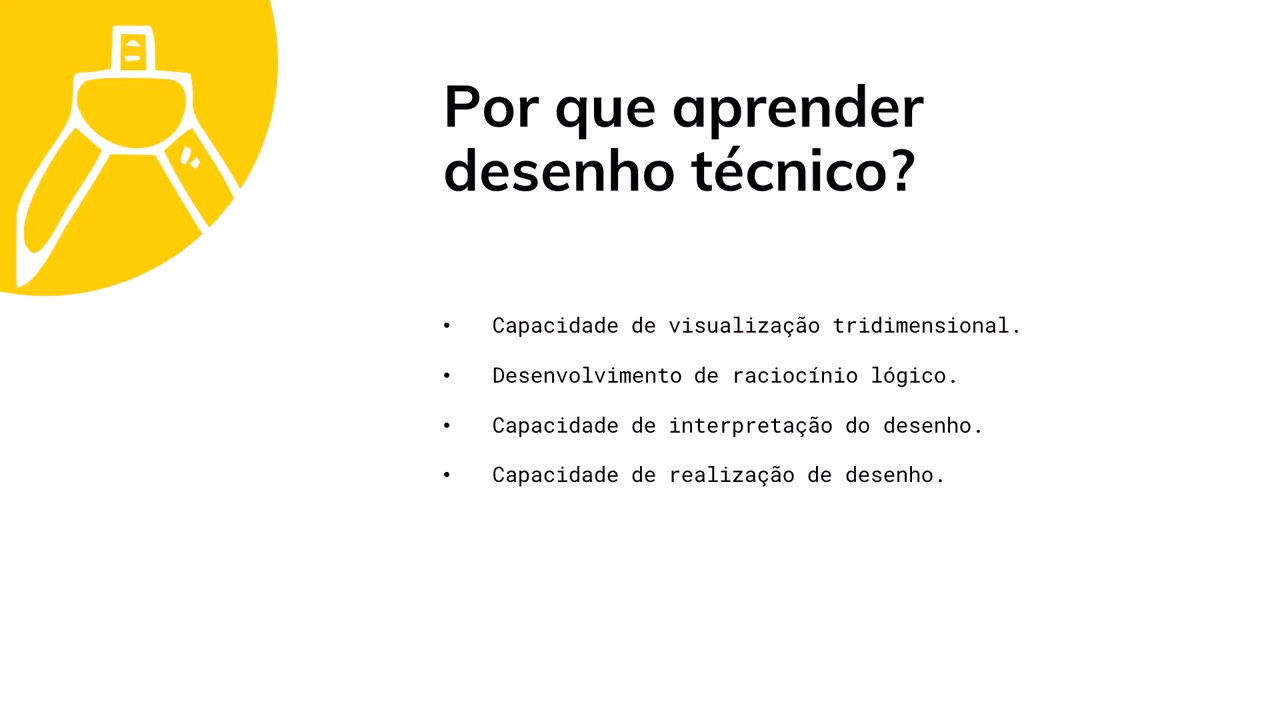 Por que aprender
desenho técnico?
• Capacidade de visualização tridimensional.
• Desenvolvimento de raciocínio lógico.
• Capacidade de interpretação do desenho.
• Capacidade de realização de desenho.